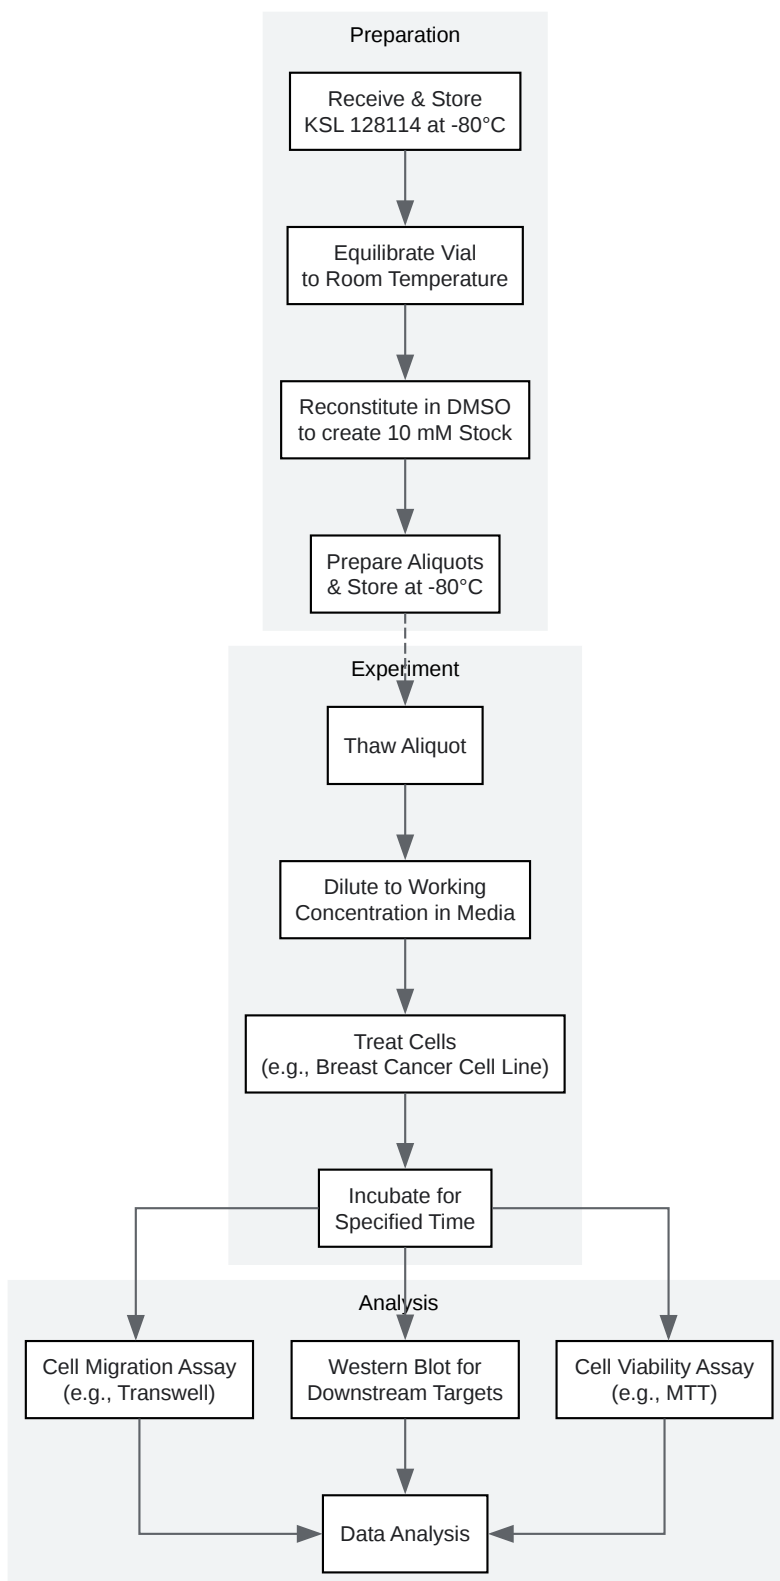 Preparation
Receive & Store
KSL 128114 at -80°C
Equilibrate Vial
to Room Temperature
Reconstitute in DMSO
to create 10 mM Stock
Prepare Aliquots
& Store at -80°C
Experiment
Thaw Aliquot
Dilute to Working
Concentration in Media
Treat Cells
(e.g., Breast Cancer Cell Line)
Incubate for
Specified Time
Analysis
Cell Migration Assay
(e.g., Transwell)
Western Blot for
Downstream Targets
Cell Viability Assay
(e.g., MTT)
Data Analysis